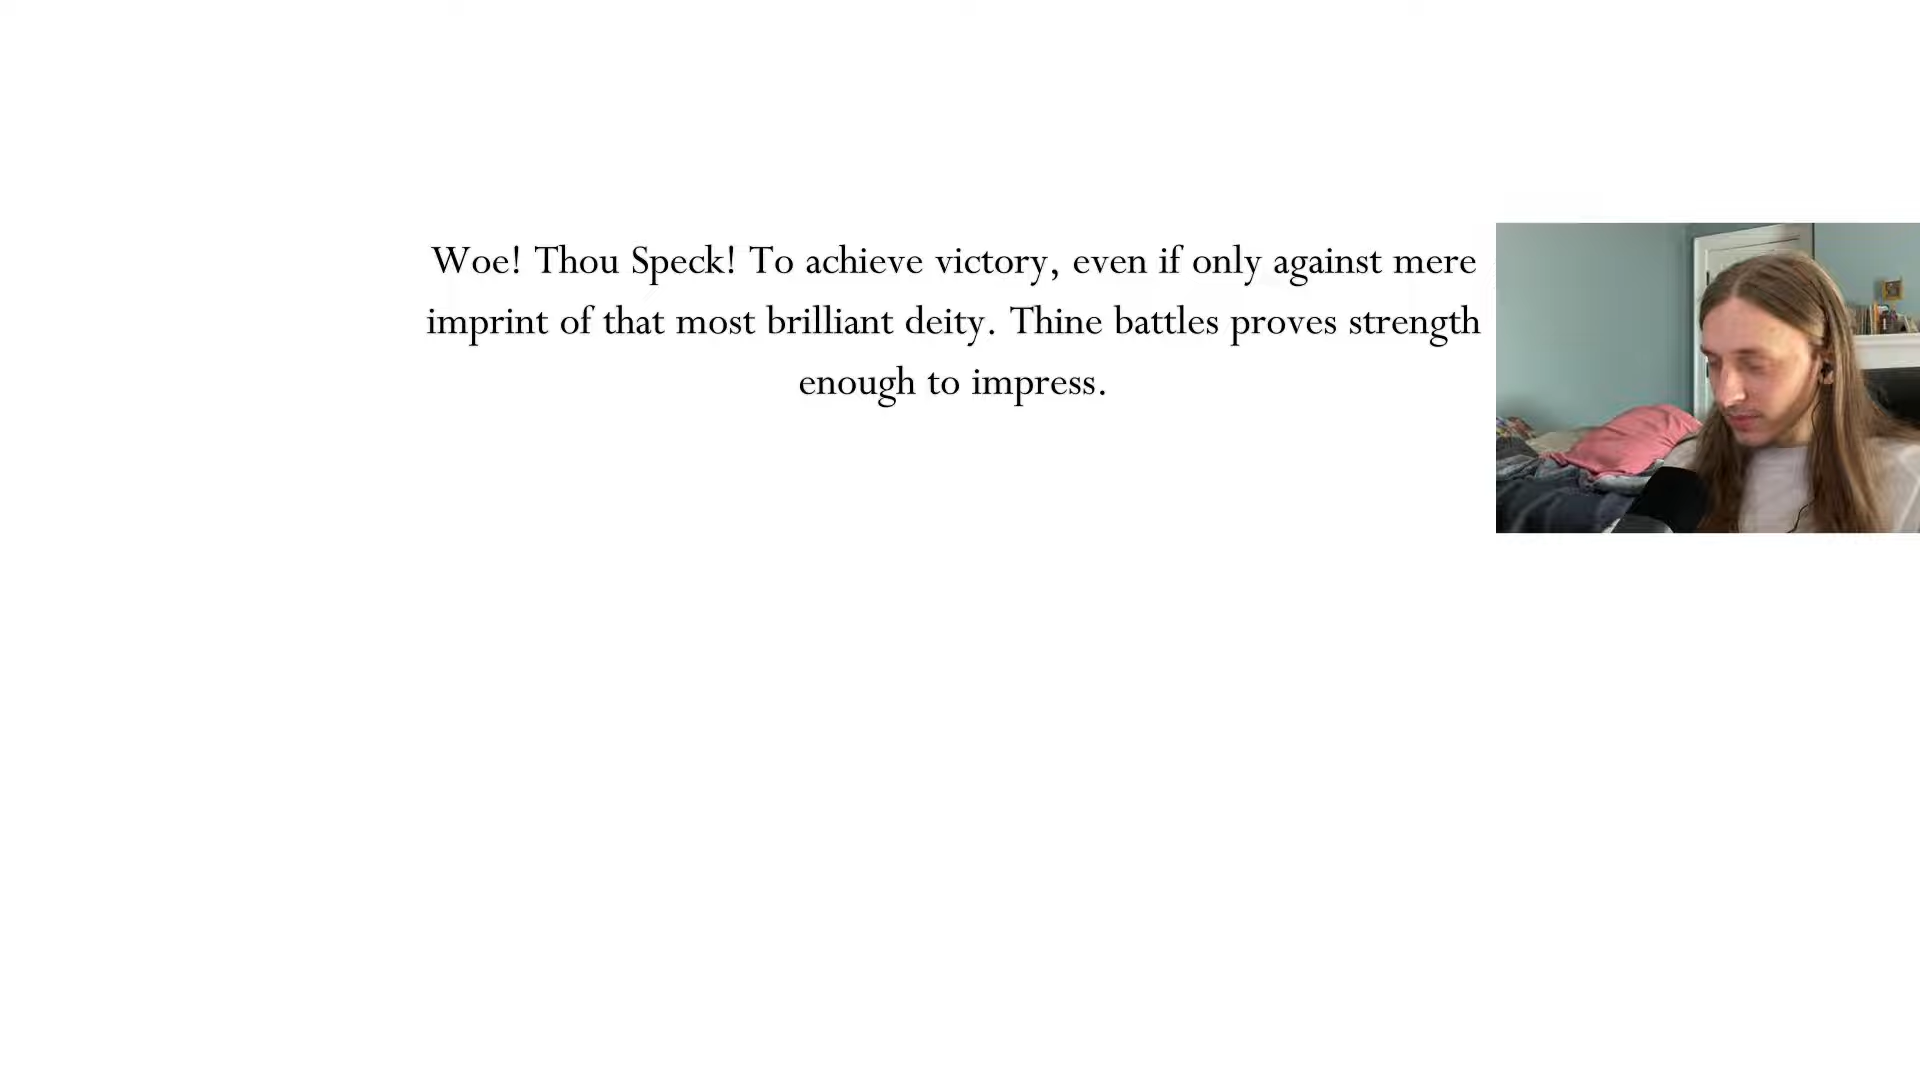 Woe! Thou Speck! To achieve victory, even if only against mere
imprint of that most brilliant deity. Thine battles proves strength
enough to impress.